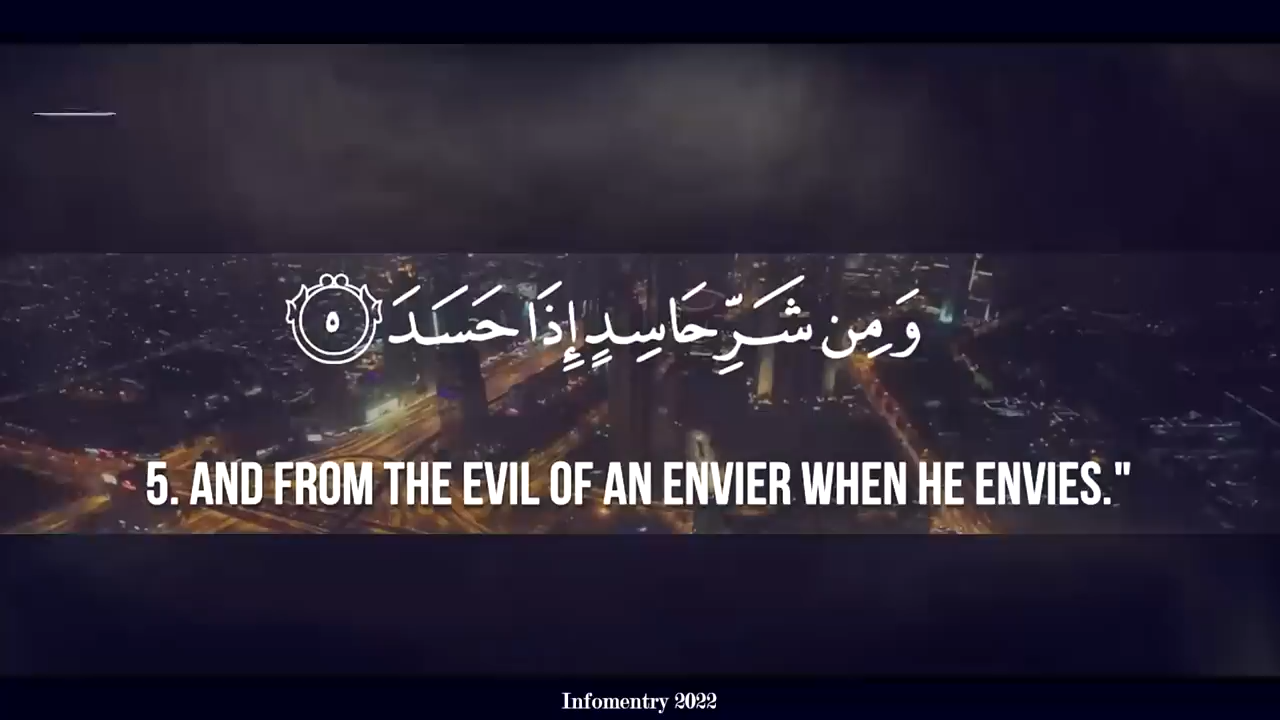 وَمِن شَرِّ حَاسِدٍ إِذَا حَسَدَ ٥
5. AND FROM THE EVIL OF AN ENVIER WHEN HE ENVIES."
Infomentry 2022